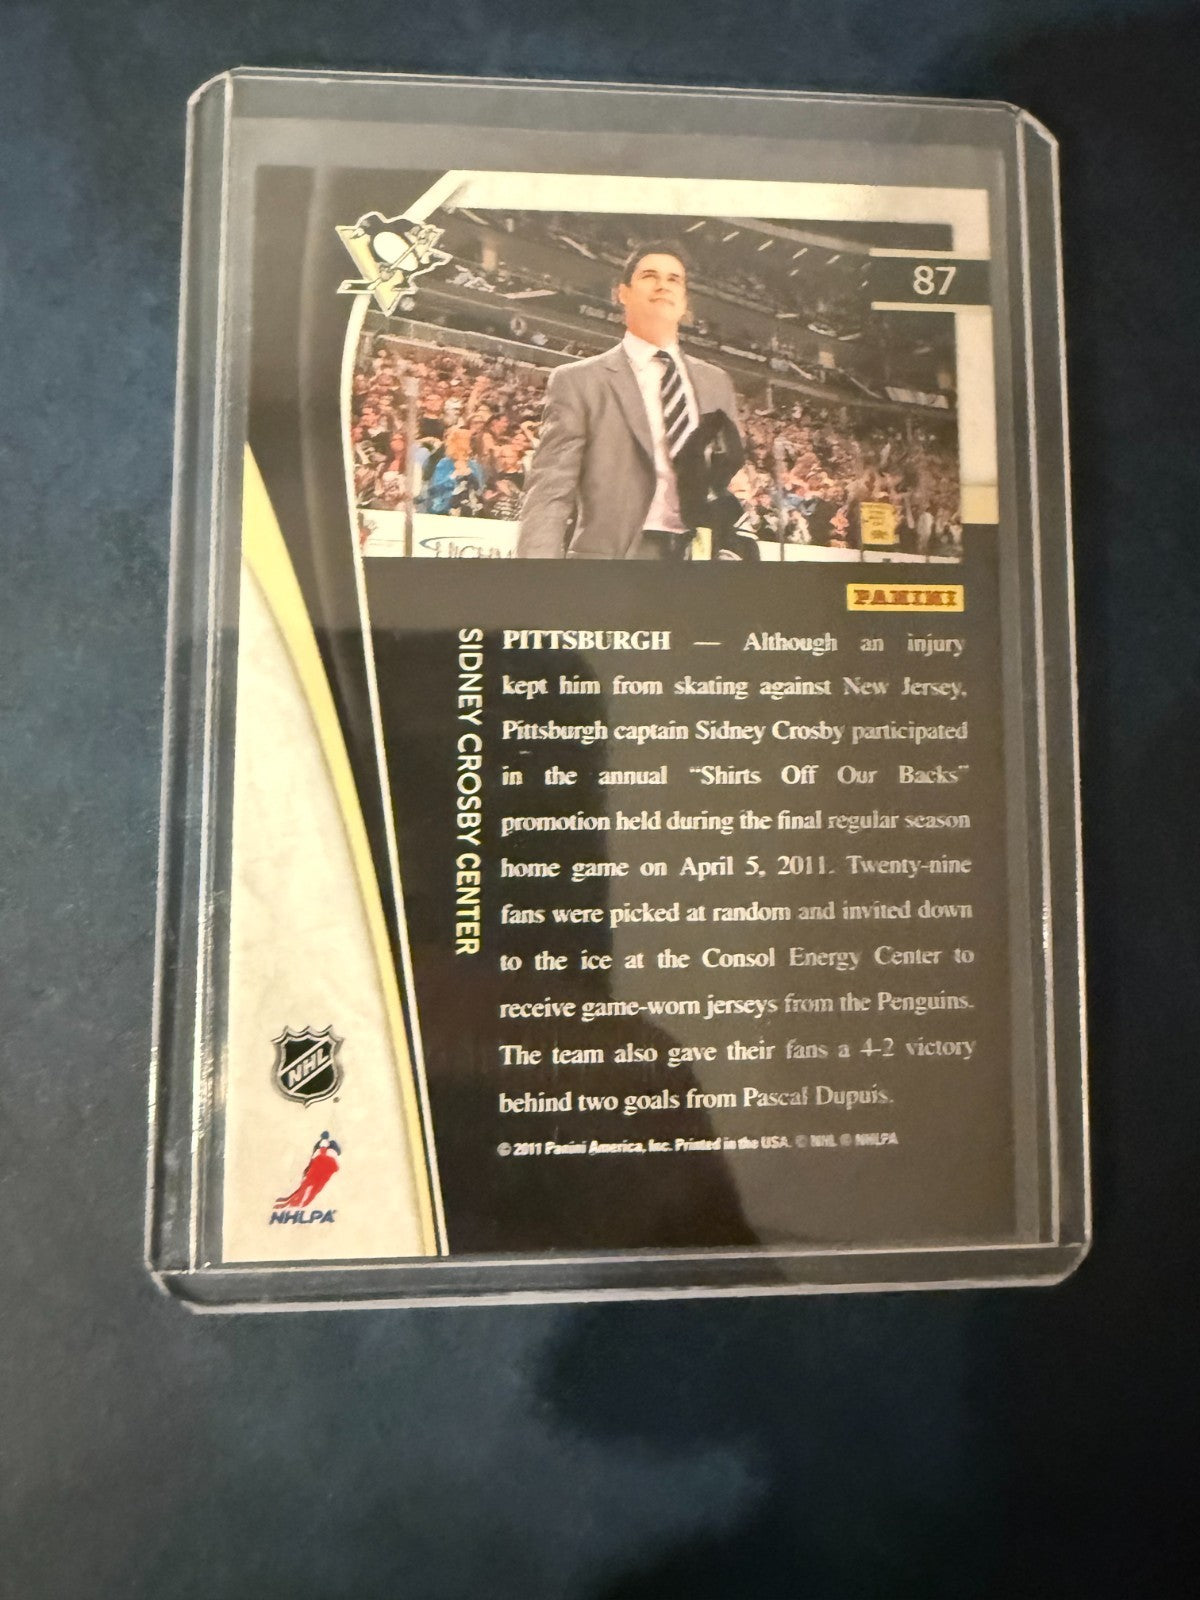 87
PANINI
SIDNEY CROSBY CENTER
PITTSBURGH — Although an injury
kept him from skating against New Jersey,
Pittsburgh captain Sidney Crosby participated
in the annual “Shirts Off Our Backs”
promotion held during the final regular season
home game on April 5, 2011. Twenty-nine
fans were picked at random and invited down
to the ice at the Consol Energy Center to
receive game-worn jerseys from the Penguins.
The team also gave their fans a 4-2 victory
behind two goals from Pascal Dupuis.
© 2011 Panini America, Inc. Printed in the USA. © NHL © NHLPA
NHL
NHLPA